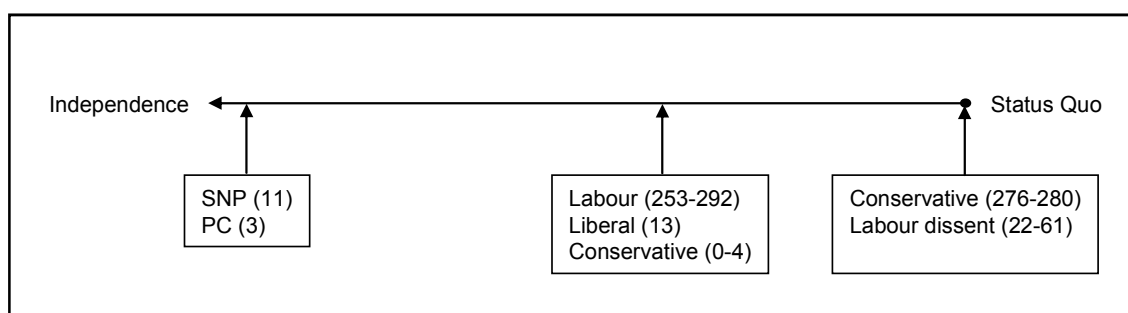 Independence
Status Quo
SNP (11)
PC (3)
Labour (253-292)
Liberal (13)
Conservative (0-4)
Conservative (276-280)
Labour dissent (22-61)